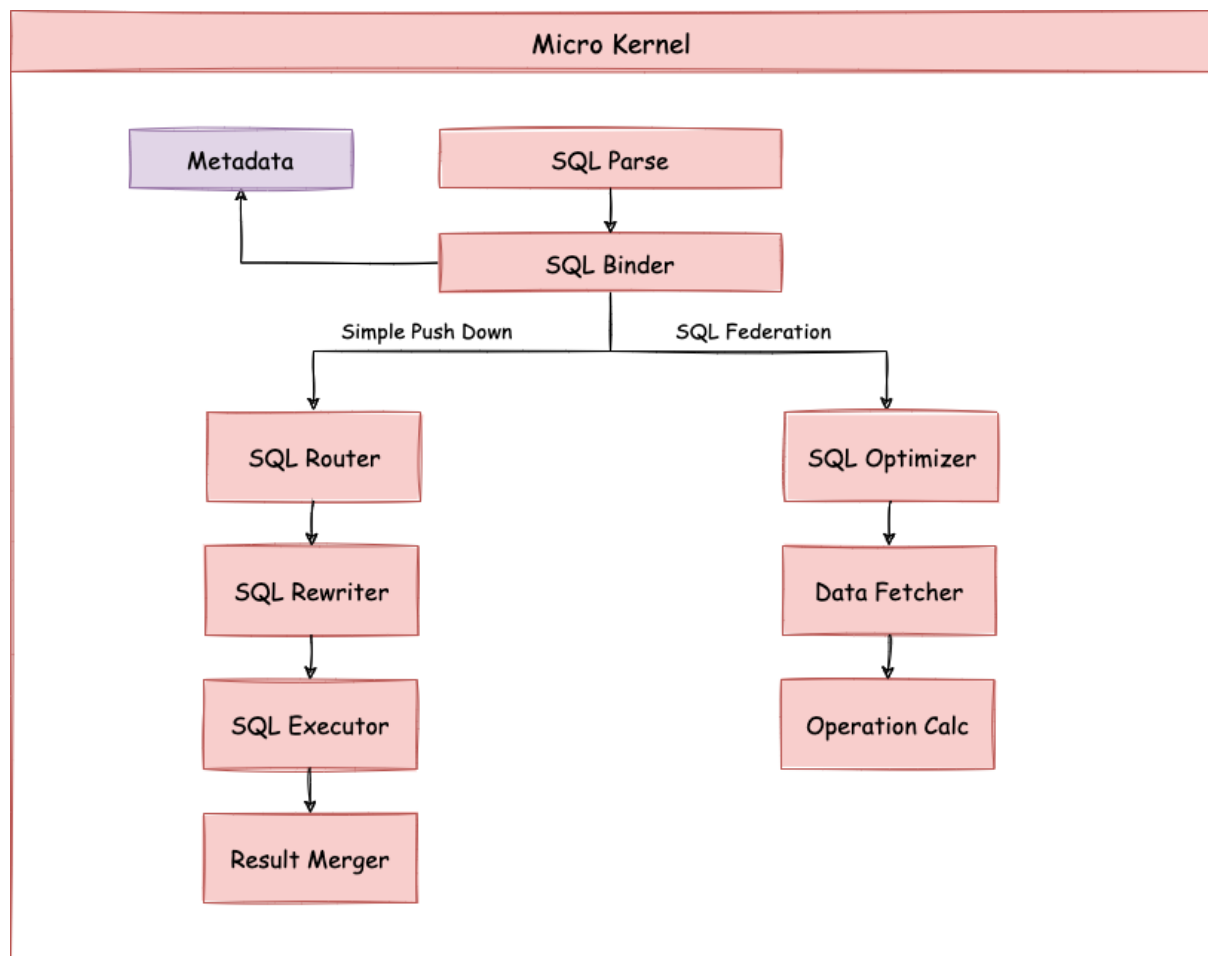 Micro Kernel
Metadata
SQL Parse
SQL Binder
Simple Push Down
SQL Federation
SQL Router
SQL Optimizer
SQL Rewriter
Data Fetcher
SQL Executor
Operation Calc
Result Merger